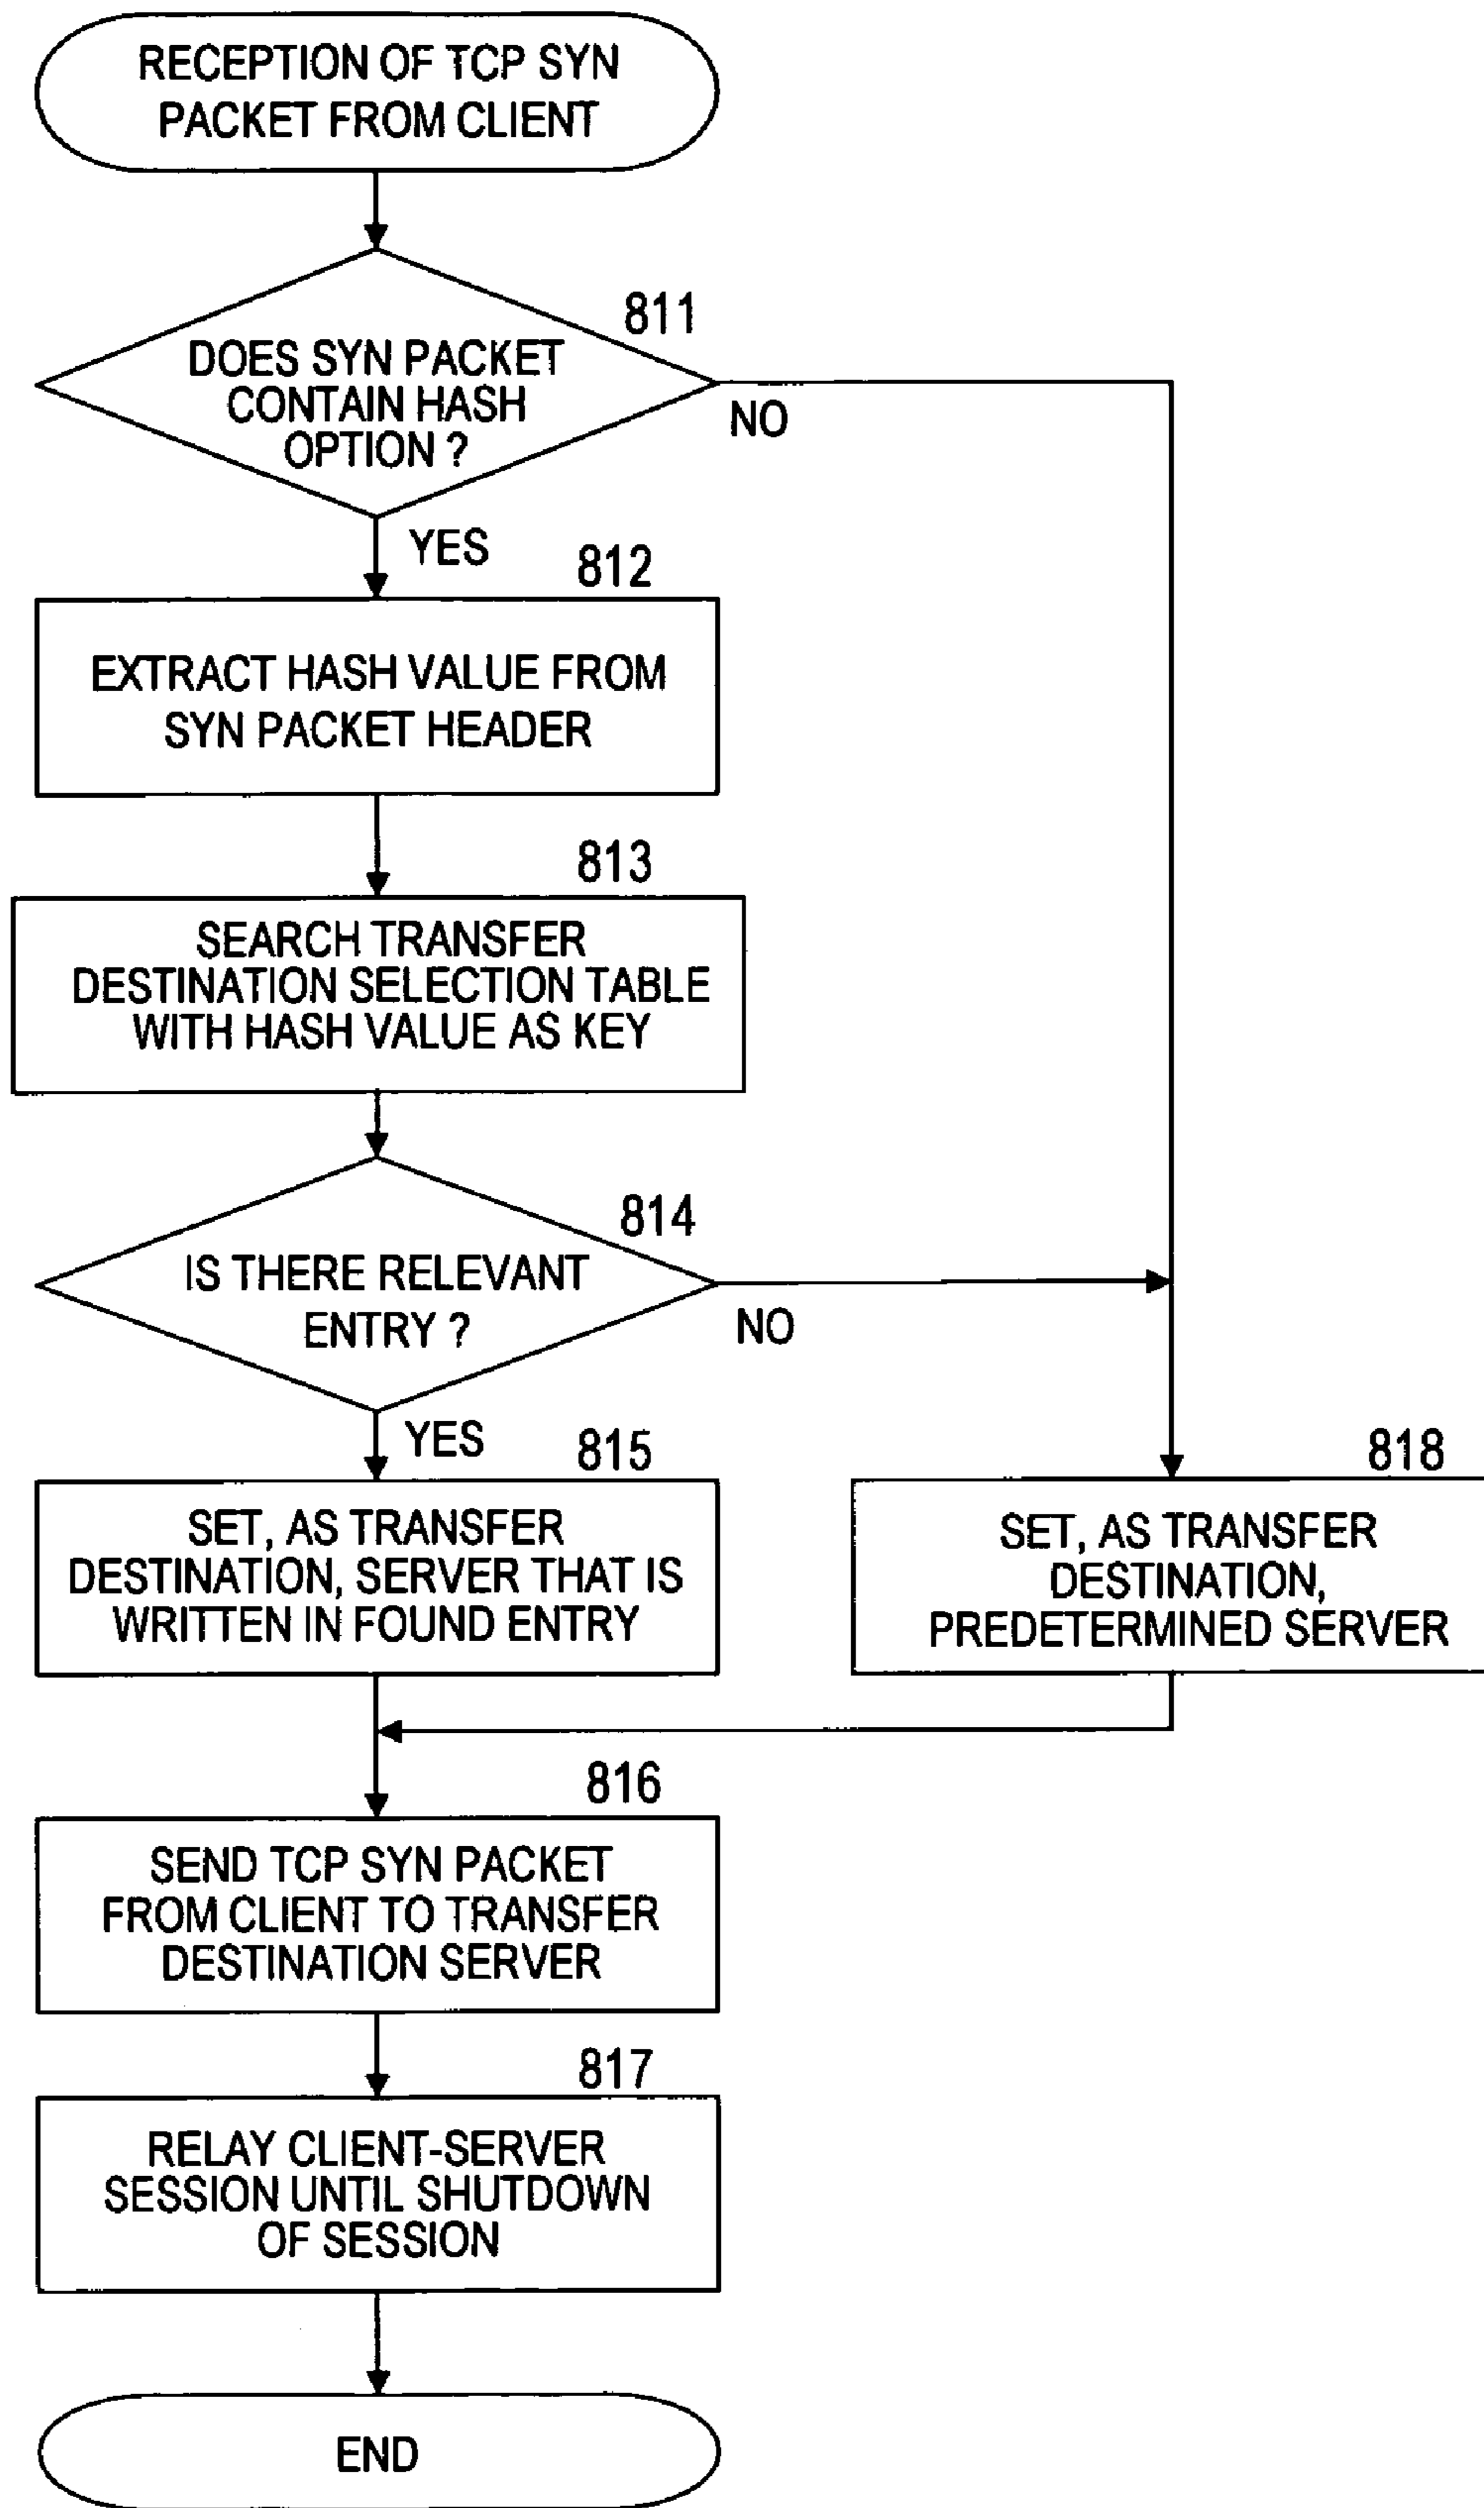 RECEPTION OF TCP SYN
PACKET FROM CLIENT
811
DOES SYN PACKET
CONTAIN HASH
OPTION ?
NO
YES
812
EXTRACT HASH VALUE FROM
SYN PACKET HEADER
813
SEARCH TRANSFER
DESTINATION SELECTION TABLE
WITH HASH VALUE AS KEY
814
IS THERE RELEVANT
ENTRY ?
NO
YES
815
SET, AS TRANSFER
DESTINATION, SERVER THAT IS
WRITTEN IN FOUND ENTRY
818
SET, AS TRANSFER
DESTINATION,
PREDETERMINED SERVER
816
SEND TCP SYN PACKET
FROM CLIENT TO TRANSFER
DESTINATION SERVER
817
RELAY CLIENT-SERVER
SESSION UNTIL SHUTDOWN
OF SESSION
END